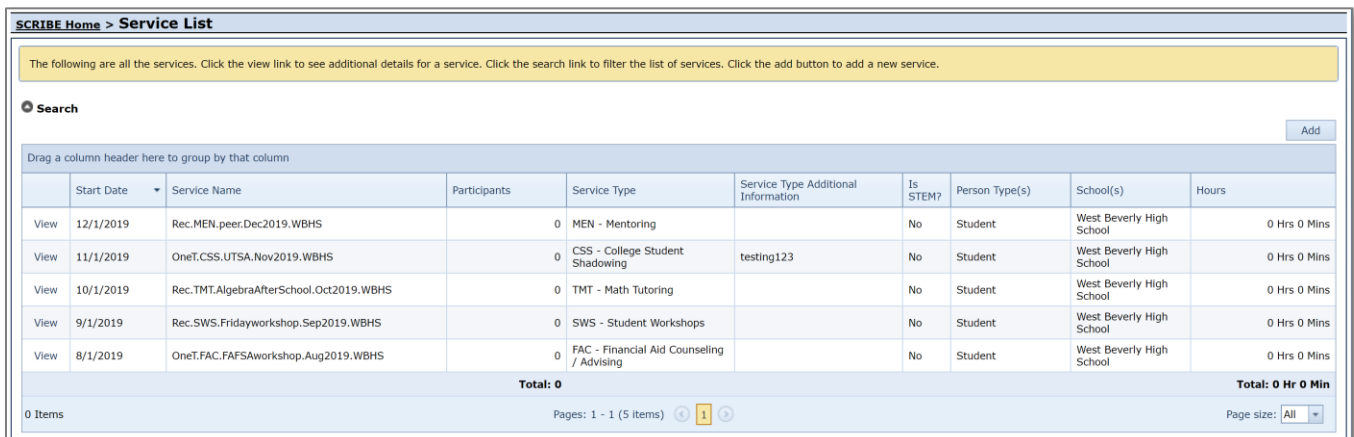 SCRIBE Home > Service List
The following are all the services. Click the view link to see additional details for a service. Click the search link to filter the list of services. Click the add button to add a new service.
Search
Add
Drag a column header here to group by that column
Start Date Service Name Participants Service Type Service Type Additional Information Is STEM? Person Type(s) School(s) Hours
View 12/1/2019 Rec.MEN.peer.Dec2019.WBHS 0 MEN - Mentoring No Student West Beverly High School 0 Hrs 0 Mins
View 11/1/2019 OneT.CSS.UTSA.Nov2019.WBHS 0 CSS - College Student Shadowing testing123 No Student West Beverly High School 0 Hrs 0 Mins
View 10/1/2019 Rec.TMT.AlgebraAfterSchool.Oct2019.WBHS 0 TMT - Math Tutoring No Student West Beverly High School 0 Hrs 0 Mins
View 9/1/2019 Rec.SWS.Fridayworkshop.Sep2019.WBHS 0 SWS - Student Workshops No Student West Beverly High School 0 Hrs 0 Mins
View 8/1/2019 OneT.FAC.FAFSAworkshop.Aug2019.WBHS 0 FAC - Financial Aid Counseling / Advising No Student West Beverly High School 0 Hrs 0 Mins
Total: 0 Total: 0 Hr 0 Min
0 Items Pages: 1 - 1 (5 items) 1 Page size: All